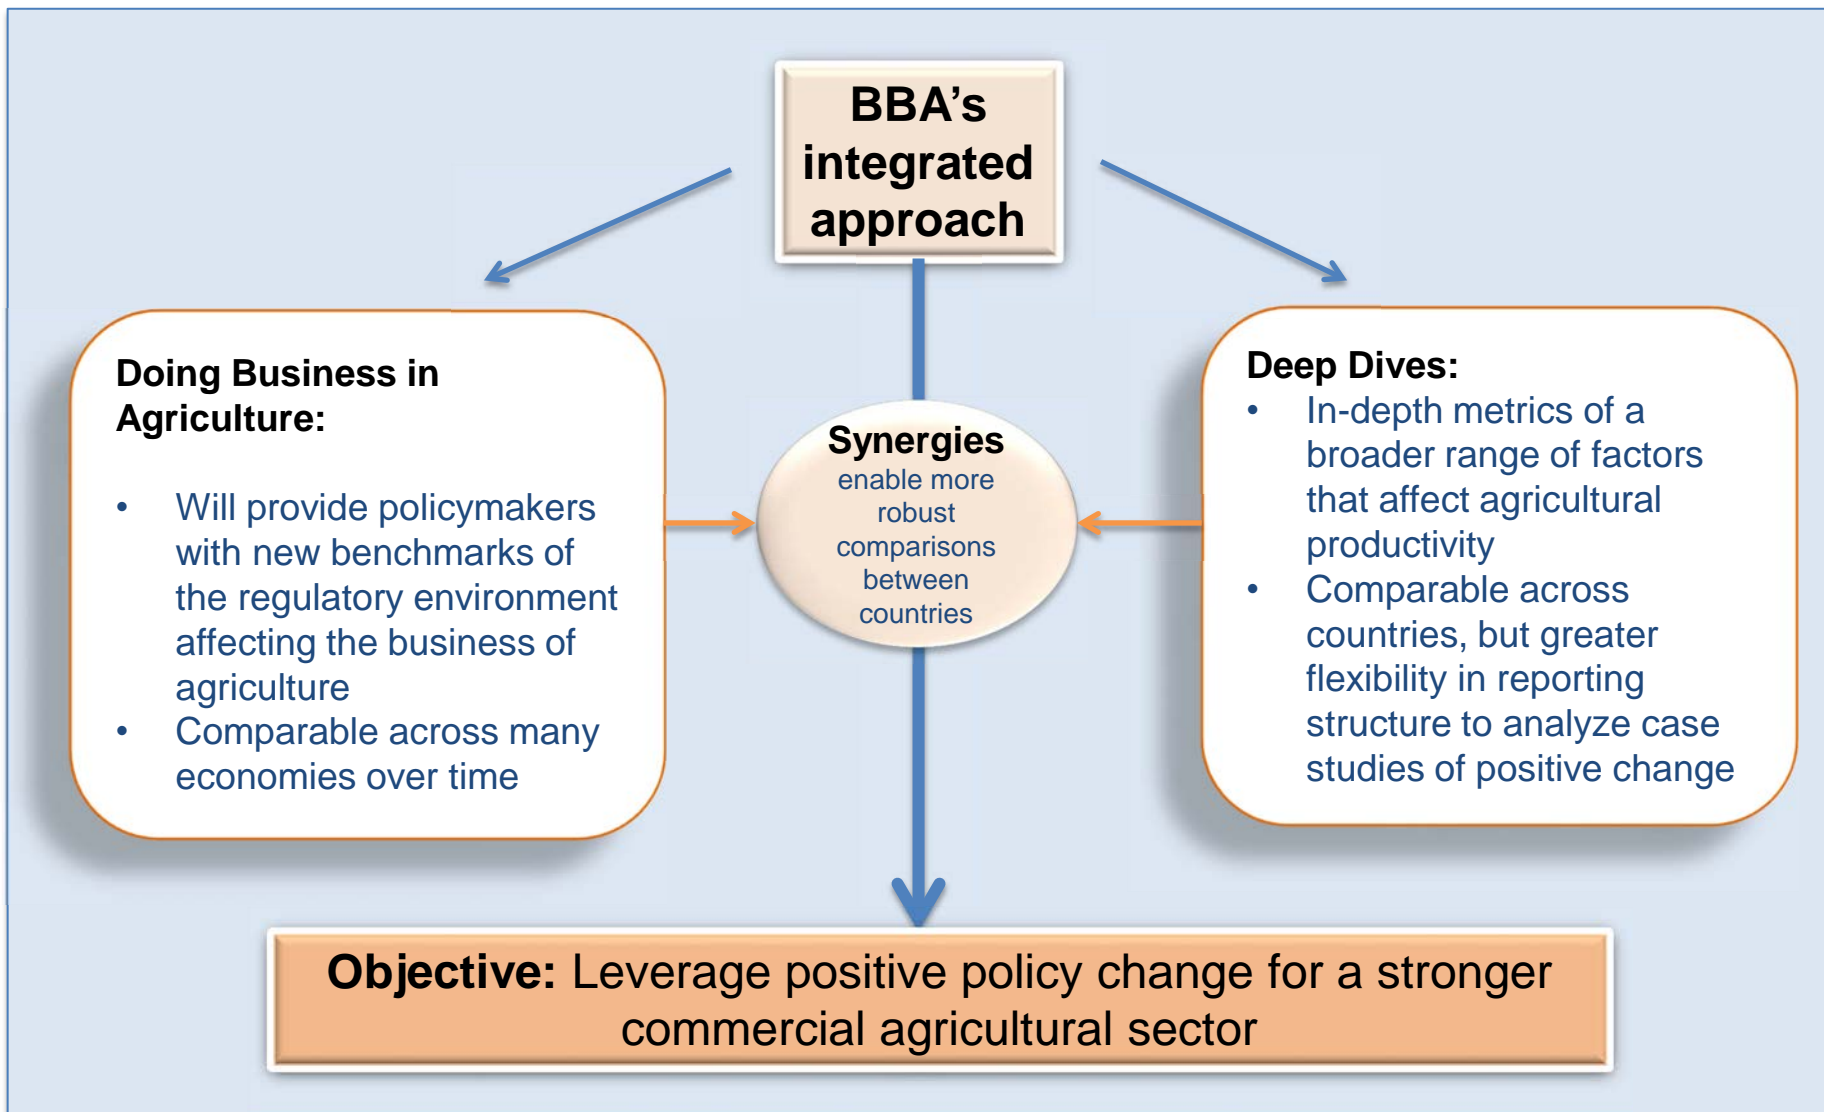 BBA’s
integrated
approach
Doing Business in
Agriculture:
• Will provide policymakers
with new benchmarks of
the regulatory environment
affecting the business of
agriculture
• Comparable across many
economies over time
Synergies
enable more
robust
comparisons
between
countries
Deep Dives:
• In-depth metrics of a
broader range of factors
that affect agricultural
productivity
• Comparable across
countries, but greater
flexibility in reporting
structure to analyze case
studies of positive change
Objective: Leverage positive policy change for a stronger
commercial agricultural sector